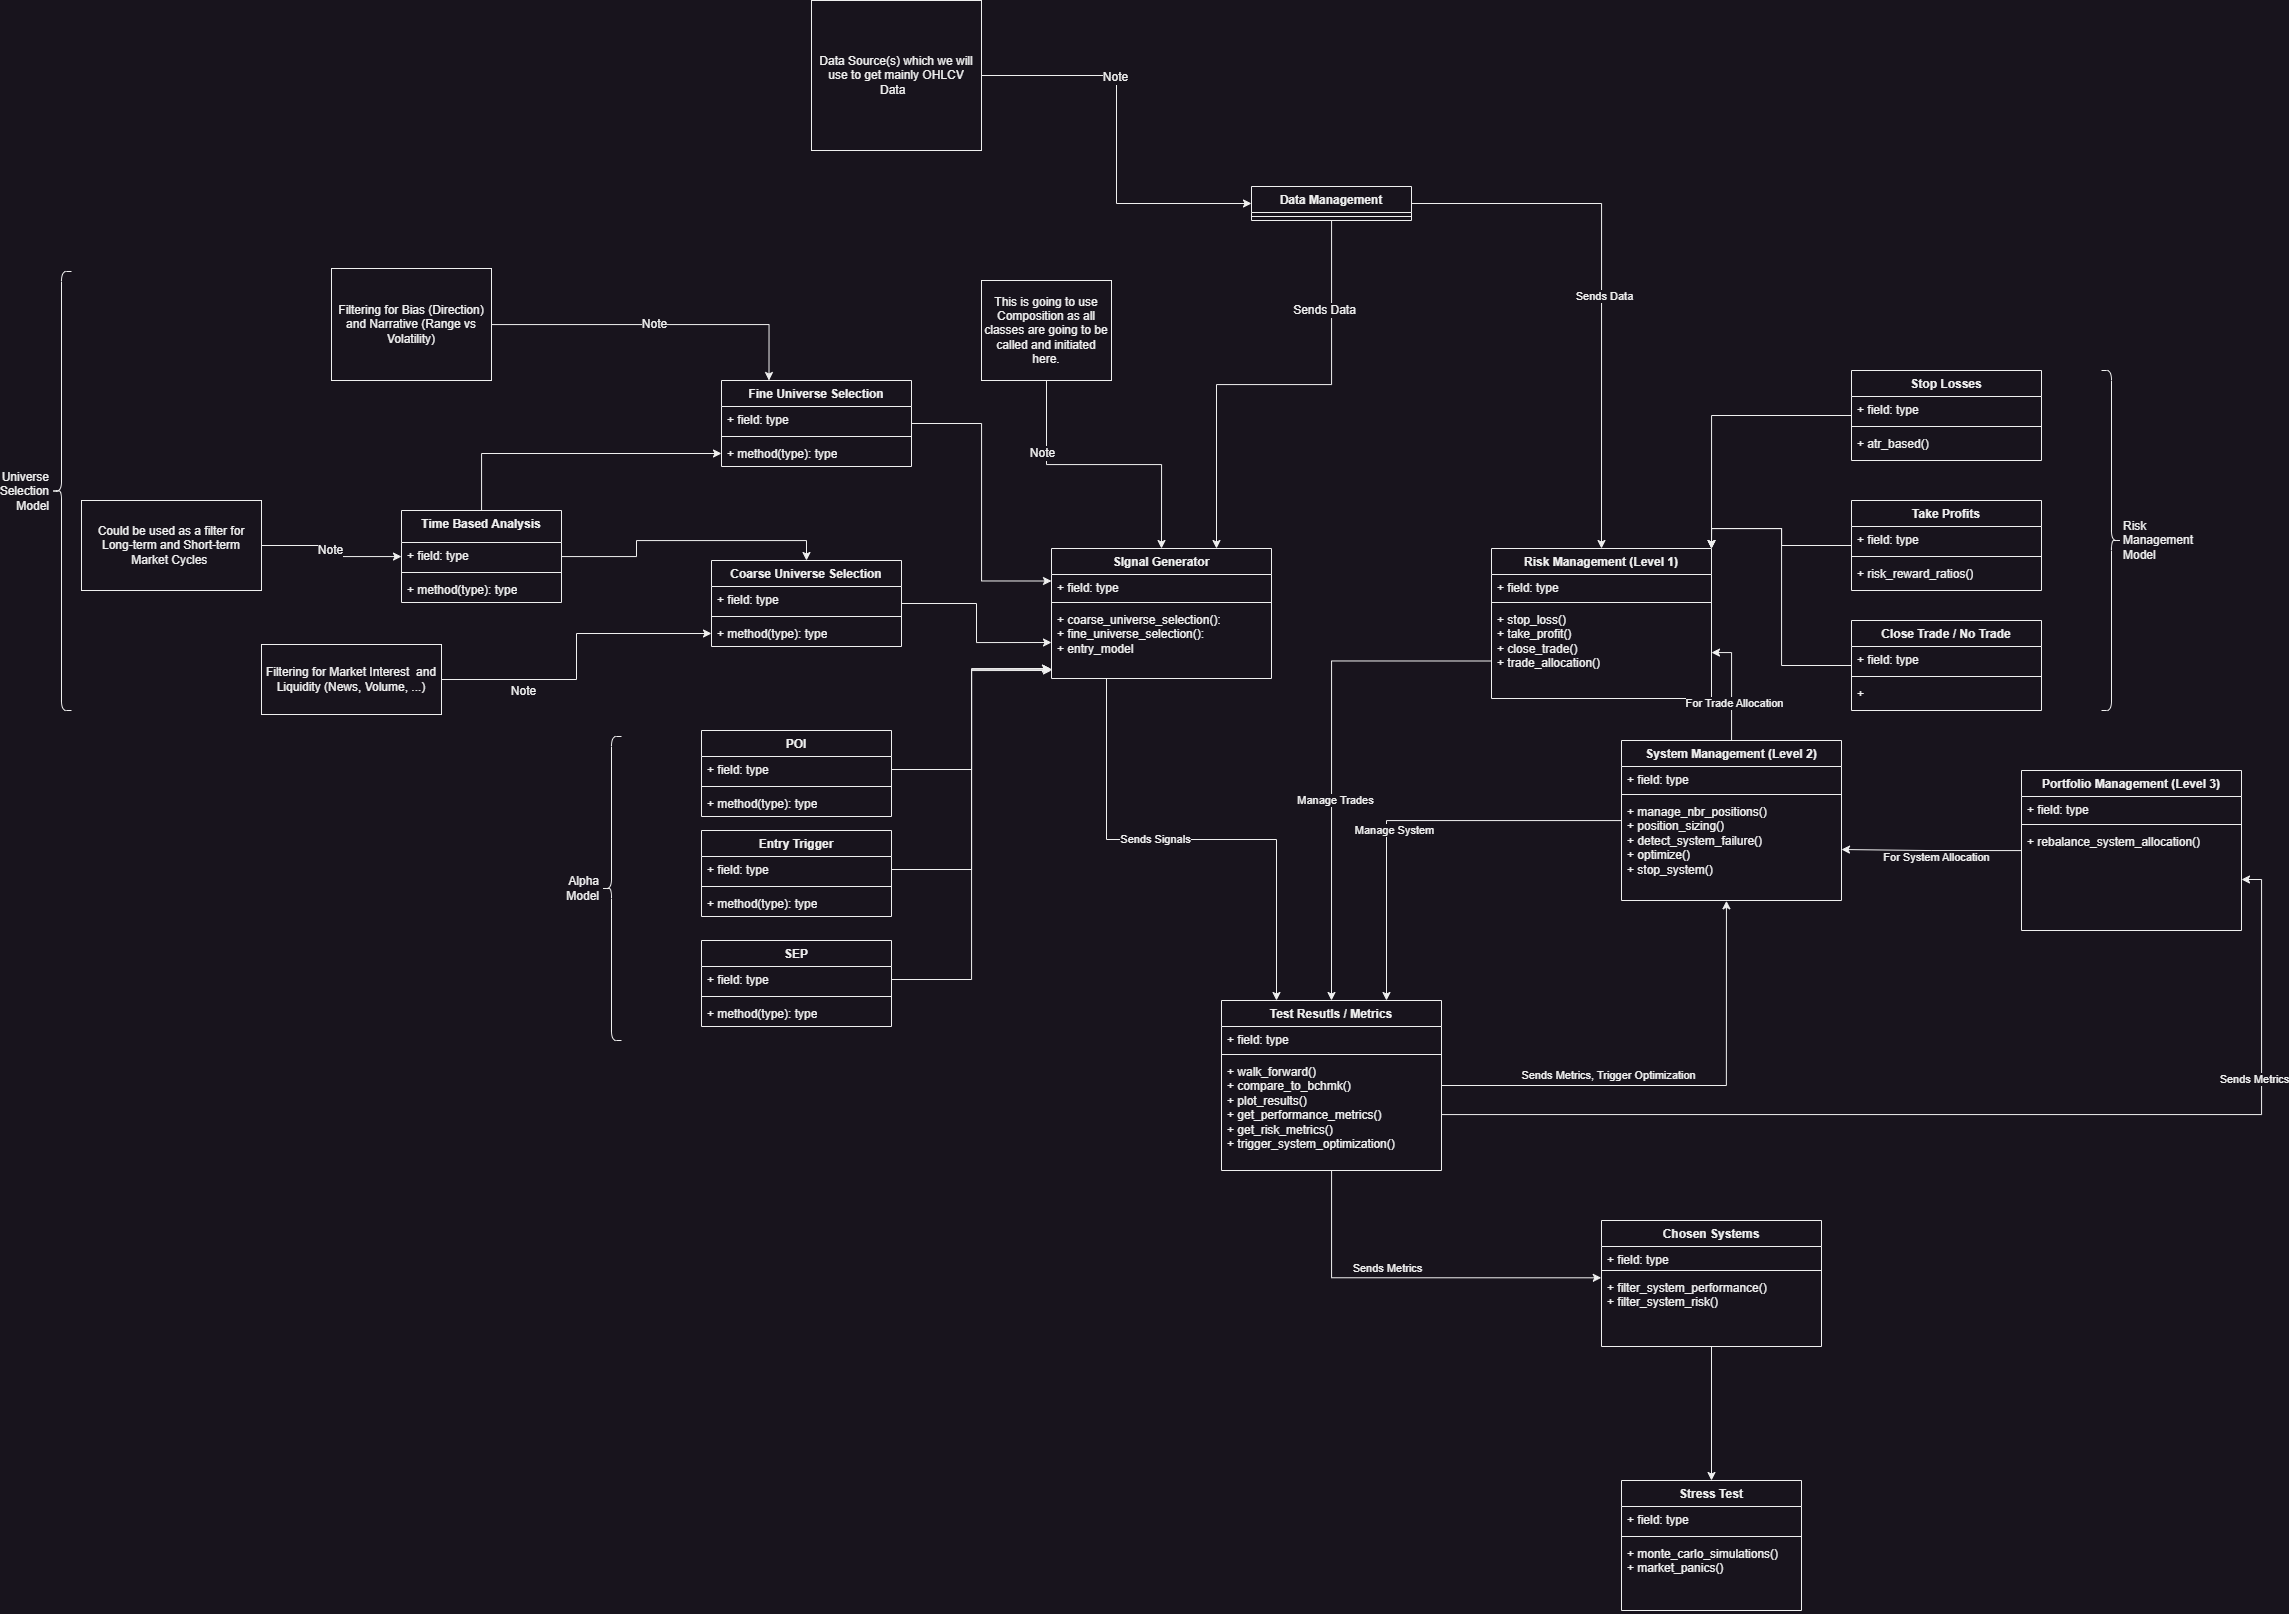 Data Source(s) which we will
use to get mainly OHLCV
Data
Note
Data Management
Sends Data
Sends Data
Filtering for Bias (Direction)
and Narrative (Range vs
Volatility)
Note
This is going to use
Composition as all
classes are going to be
called and initiated
here.
Note
Fine Universe Selection
+ field: type
+ method(type): type
Universe
Selection
Model
Could be used as a filter for
Long-term and Short-term
Market Cycles
Note
Time Based Analysis
+ field: type
+ method(type): type
Coarse Universe Selection
+ field: type
+ method(type): type
Filtering for Market Interest  and
Liquidity (News, Volume, ...)
Note
SIgnal Generator
+ field: type
+ coarse_universe_selection():
+ fine_universe_selection():
+ entry_model
Risk Management (Level 1)
+ field: type
+ stop_loss()
+ take_profit()
+ close_trade()
+ trade_allocation()
Stop Losses
+ field: type
+ atr_based()
Take Profits
+ field: type
+ risk_reward_ratios()
Close Trade / No Trade
+ field: type
+
Risk
Management
Model
For Trade Allocation
Alpha
Model
POI
+ field: type
+ method(type): type
Entry Trigger
+ field: type
+ method(type): type
SEP
+ field: type
+ method(type): type
Sends Signals
Manage Trades
Manage System
System Management (Level 2)
+ field: type
+ manage_nbr_positions()
+ position_sizing()
+ detect_system_failure()
+ optimize()
+ stop_system()
For System Allocation
Portfolio Management (Level 3)
+ field: type
+ rebalance_system_allocation()
Test Resutls / Metrics
+ field: type
+ walk_forward()
+ compare_to_bchmk()
+ plot_results()
+ get_performance_metrics()
+ get_risk_metrics()
+ trigger_system_optimization()
Sends Metrics, Trigger Optimization
Sends Metrics
Sends Metrics
Chosen Systems
+ field: type
+ filter_system_performance()
+ filter_system_risk()
Stress Test
+ field: type
+ monte_carlo_simulations()
+ market_panics()